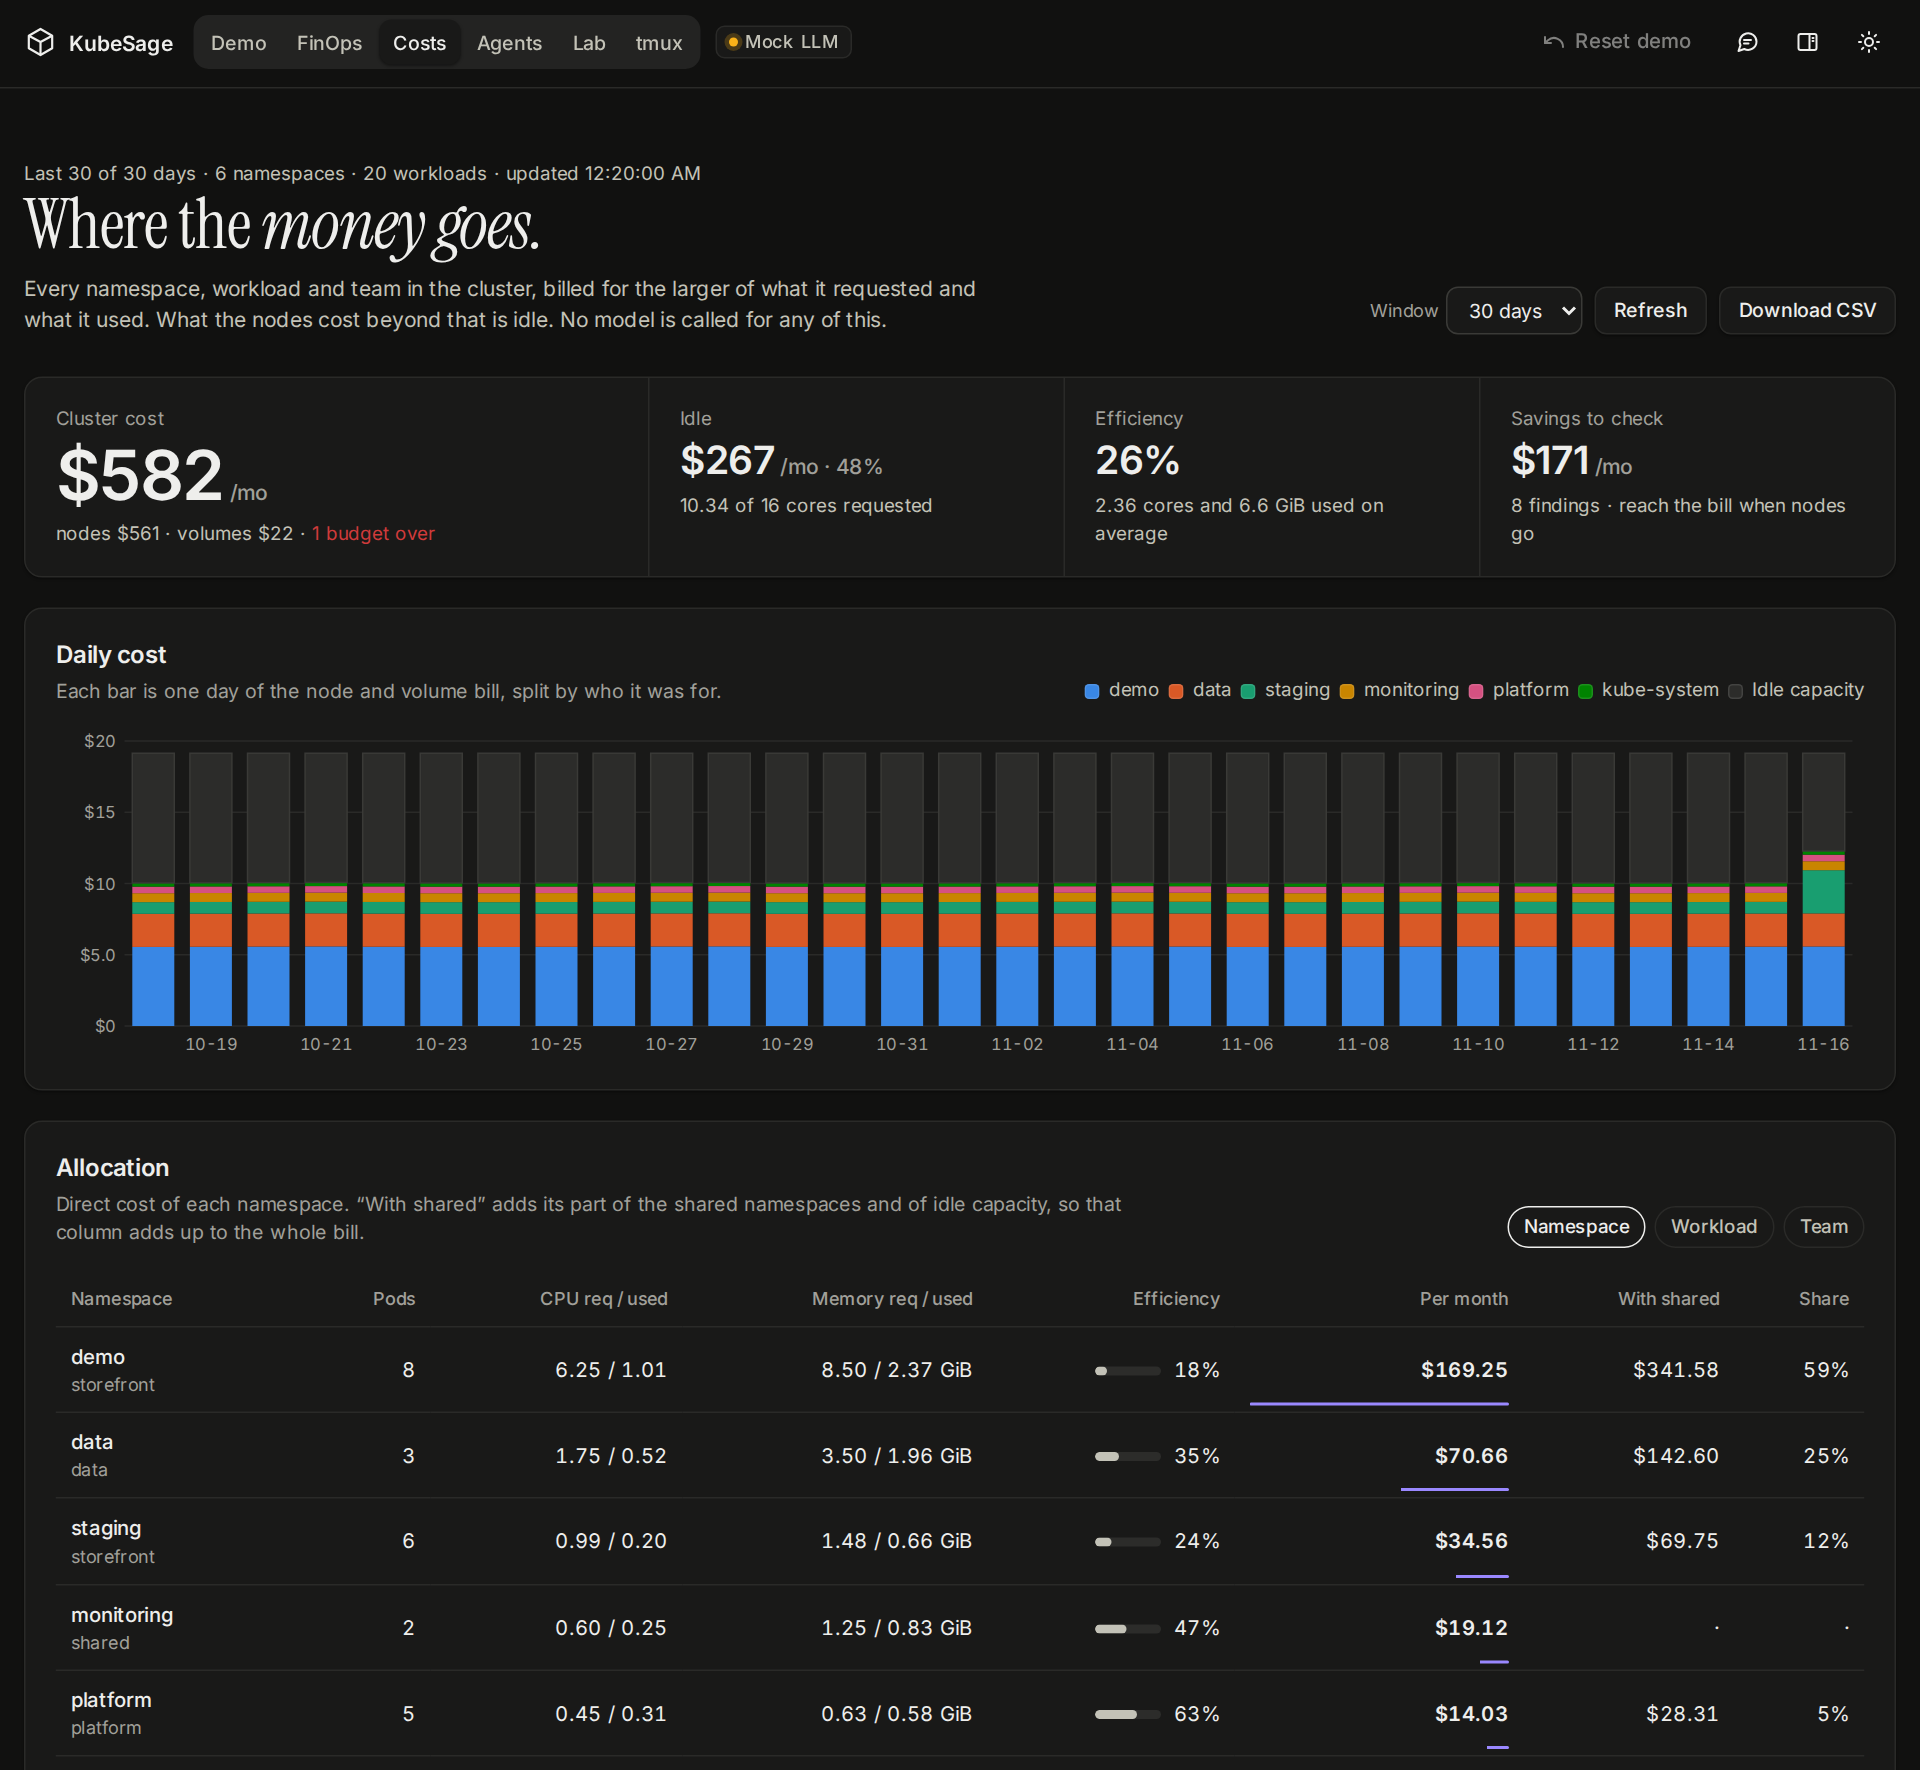 KubeSage
Demo
FinOps
Costs
Agents
Lab
tmux
Mock LLM
Reset demo
Last 30 of 30 days · 6 namespaces · 20 workloads · updated 12:20:00 AM
Where the money goes.
Every namespace, workload and team in the cluster, billed for the larger of what it requested and
what it used. What the nodes cost beyond that is idle. No model is called for any of this.
Window
30 days
Refresh
Download CSV
Cluster cost
$582 /mo
nodes $561 · volumes $22 · 1 budget over
Idle
$267 /mo · 48%
10.34 of 16 cores requested
Efficiency
26%
2.36 cores and 6.6 GiB used on
average
Savings to check
$171 /mo
8 findings · reach the bill when nodes
go
Daily cost
Each bar is one day of the node and volume bill, split by who it was for.
demo data staging monitoring platform kube-system Idle capacity
$20
$15
$10
$5.0
$0
10-19 10-21 10-23 10-25 10-27 10-29 10-31 11-02 11-04 11-06 11-08 11-10 11-12 11-14 11-16
Allocation
Direct cost of each namespace. “With shared” adds its part of the shared namespaces and of idle capacity, so that
column adds up to the whole bill.
Namespace
Workload
Team
Namespace Pods CPU req / used Memory req / used Efficiency Per month With shared Share
demo
storefront
8 6.25 / 1.01 8.50 / 2.37 GiB 18% $169.25 $341.58 59%
data
data
3 1.75 / 0.52 3.50 / 1.96 GiB 35% $70.66 $142.60 25%
staging
storefront
6 0.99 / 0.20 1.48 / 0.66 GiB 24% $34.56 $69.75 12%
monitoring
shared
2 0.60 / 0.25 1.25 / 0.83 GiB 47% $19.12 · ·
platform
platform
5 0.45 / 0.31 0.63 / 0.58 GiB 63% $14.03 $28.31 5%